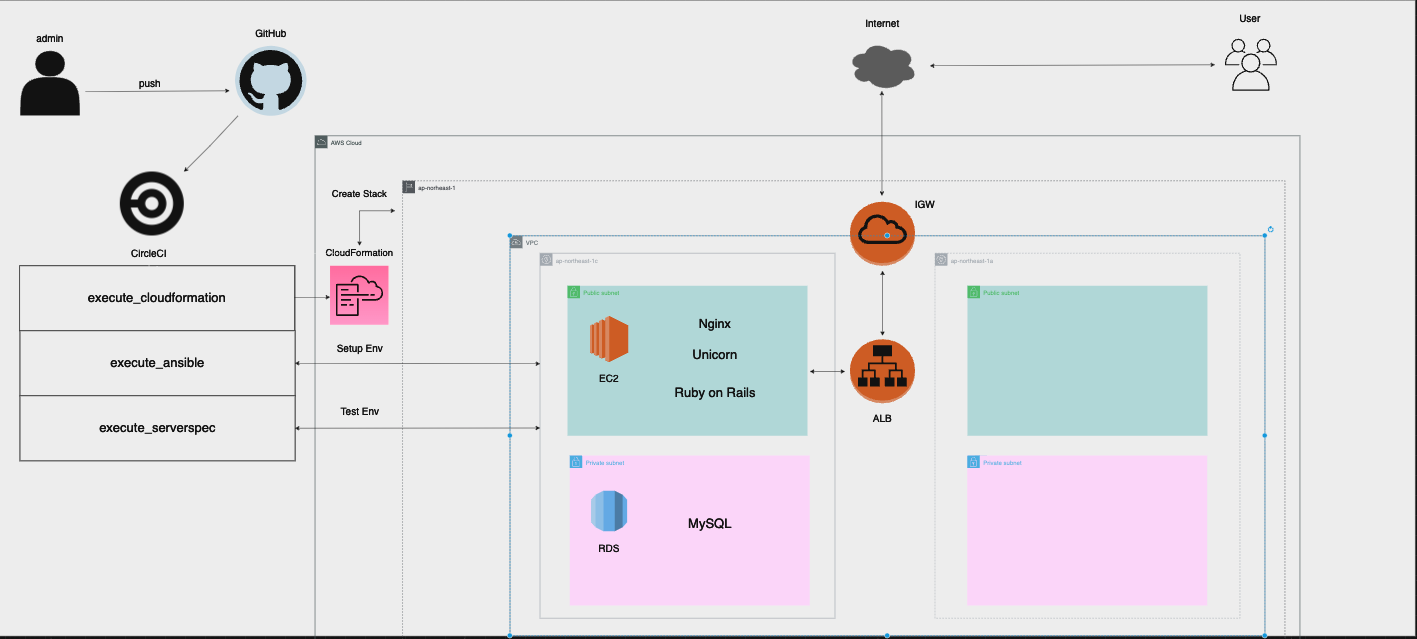 admin
GitHub
Internet
User
push
AWS Cloud
Create Stack
ap-norheast-1
IGW
CircleCI
CloudFormation
VPC
ap-northeast-1c
ap-northeast-1a
execute_cloudformation
Public subnet
Public subnet
Nginx
Setup Env
Unicorn
execute_ansible
EC2
Ruby on Rails
Test Env
ALB
execute_serverspec
Private subnet
Private subnet
MySQL
RDS